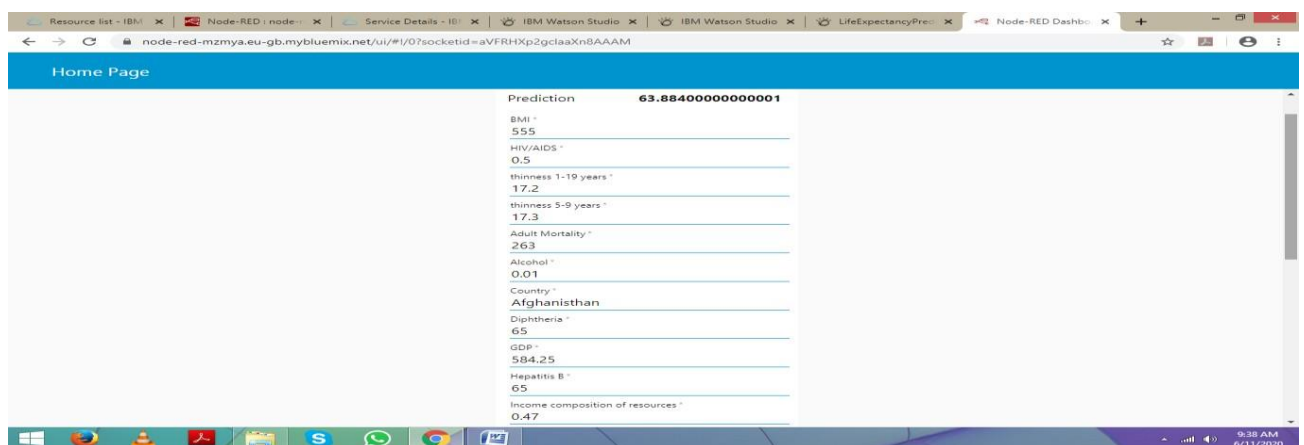 Resource list - IBM
Node-RED : node-r
Service Details - IB
IBM Watson Studio
IBM Watson Studio
LifeExpectancyPred
Node-RED Dashbo
node-red-mzmya.eu-gb.mybluemix.net/ui/#!/0?socketid=aVFRHXp2gclaaXn8AAAM
Home Page
Prediction 63.88400000000001
BMI *
555
HIV/AIDS *
0.5
thinness 1-19 years *
17.2
thinness 5-9 years *
17.3
Adult Mortality *
263
Alcohol *
0.01
Country *
Afghanisthan
Diphtheria *
65
GDP *
584.25
Hepatitis B *
65
Income composition of resources *
0.47
9:38 AM
6/11/2020